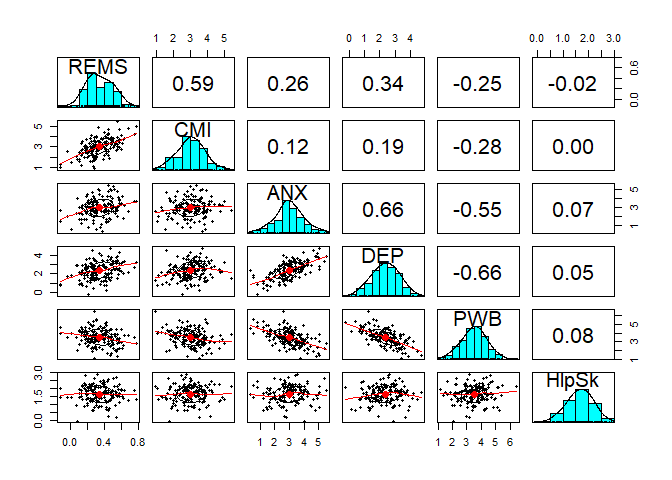 1 2 3 4 5
0 1 2 3 4
0.0 1.0 2.0 3.0
REMS 0.59 0.26 0.34 -0.25 -0.02
0.0 0.6
1 3 5
CMI 0.12 0.19 -0.28 0.00
ANX 0.66 -0.55 0.07
1 3 5
0 2 4
DEP -0.66 0.05
PWB 0.08
1 3 5
0.0 1.5 3.0
HlpSk
0.0 0.4 0.8
1 2 3 4 5
1 2 3 4 5 6